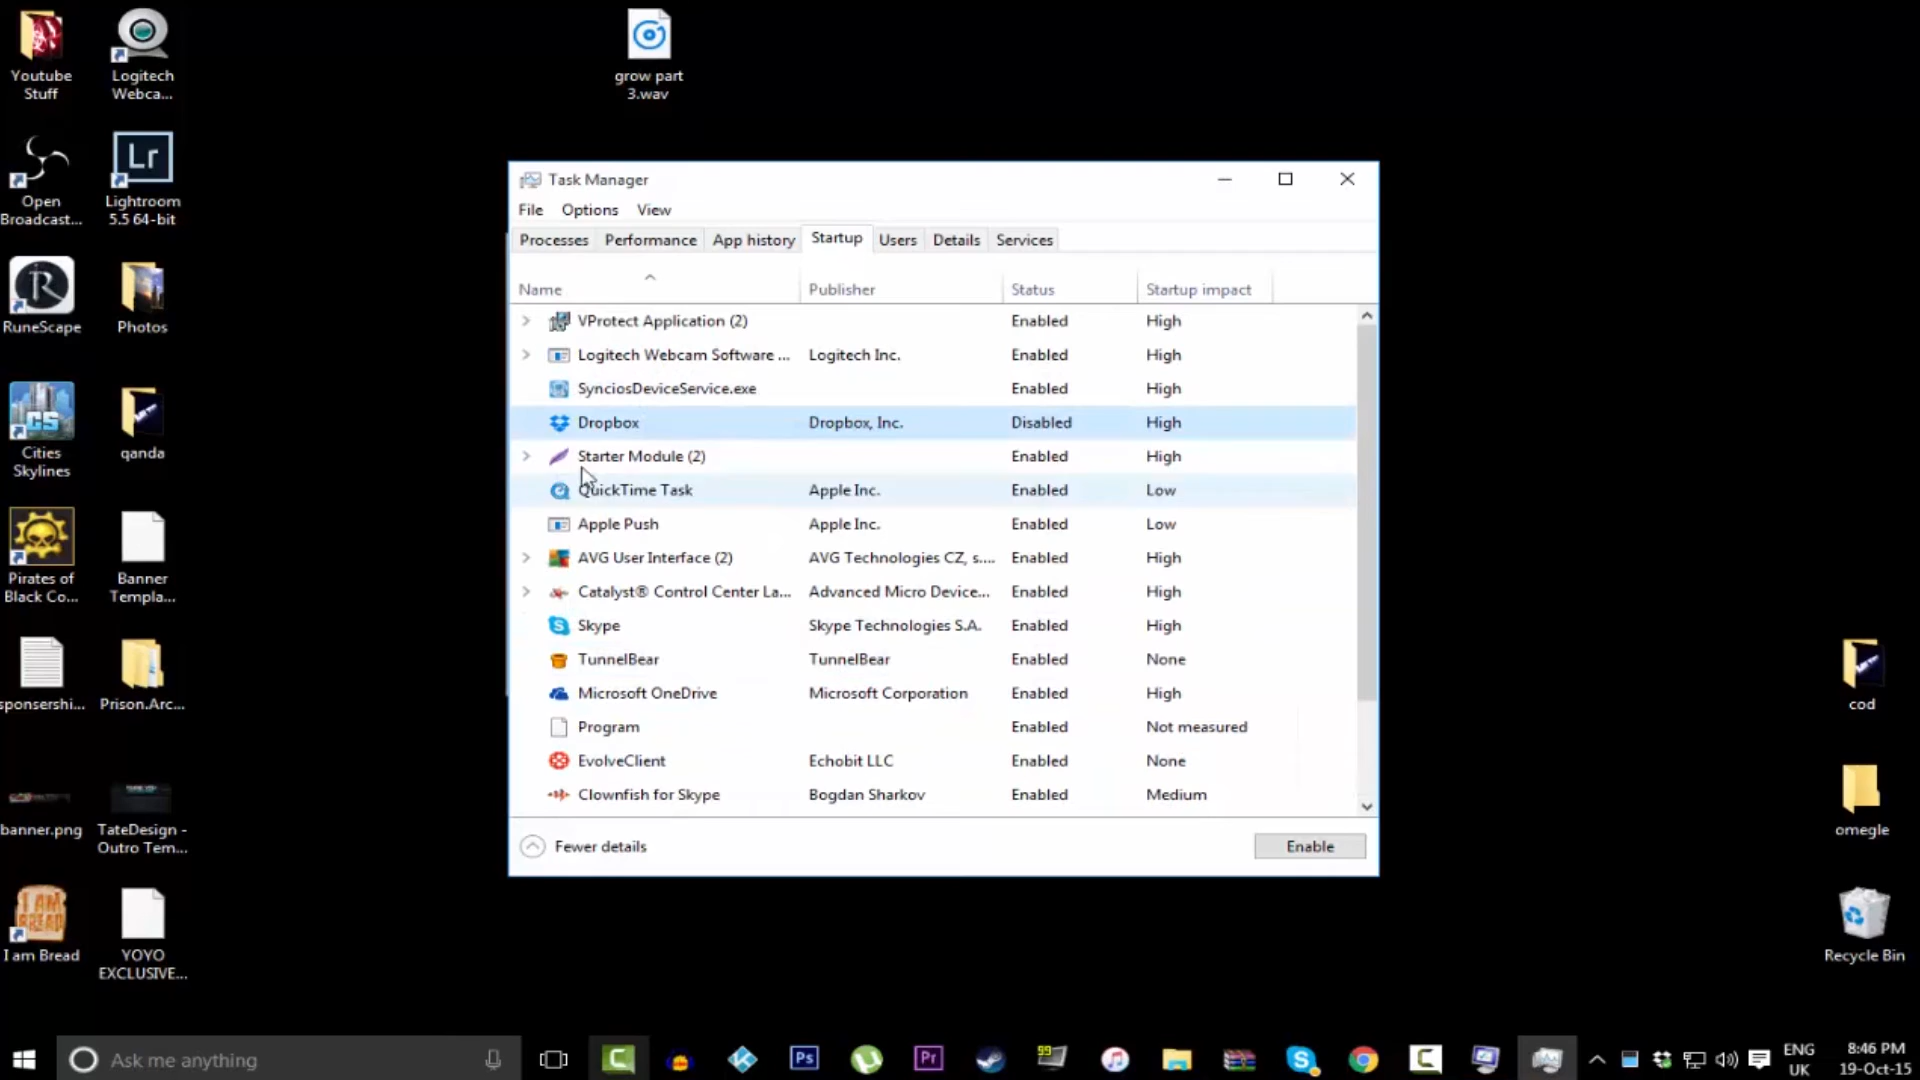 Youtube
Stuff
Logitech
Webca...
grow part
3.wav
Open
Broadcast...
Lr
Lightroom
5.5 64-bit
RuneScape
Photos
CS
Cities
Skylines
qanda
Pirates of
Black Co...
Banner
Templa...
sponsershi...
Prison.Arc...
banner.png
TateDesign -
Outro Tem...
I AM
BREAD
I am Bread
YOYO
EXCLUSIVE...
Task Manager
File Options View
Processes Performance App history Startup Users Details Services
Name Publisher Status Startup impact
VProtect Application (2) Enabled High
Logitech Webcam Software ... Logitech Inc. Enabled High
SynciosDeviceService.exe Enabled High
Dropbox Dropbox, Inc. Disabled High
Starter Module (2) Enabled High
QuickTime Task Apple Inc. Enabled Low
Apple Push Apple Inc. Enabled Low
AVG User Interface (2) AVG Technologies CZ, s.... Enabled High
Catalyst® Control Center La... Advanced Micro Device... Enabled High
Skype Skype Technologies S.A. Enabled High
TunnelBear TunnelBear Enabled None
Microsoft OneDrive Microsoft Corporation Enabled High
Program Enabled Not measured
EvolveClient Echobit LLC Enabled None
Clownfish for Skype Bogdan Sharkov Enabled Medium
Fewer details Enable
cod
omegle
Recycle Bin
Ask me anything
Ps
Pr
99
ENG
UK
8:46 PM
19-Oct-15